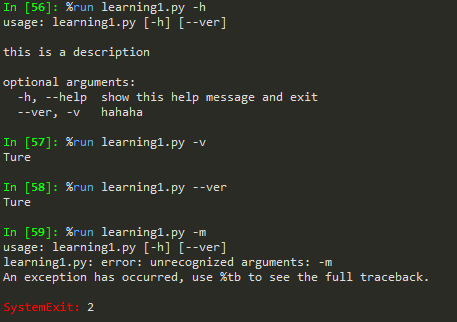 In [56]: %run learning1.py -h
usage: learning1.py [-h] [--ver]
this is a description
optional arguments:
-h, --help  show this help message and exit
--ver, -v   hahaha
In [57]: %run learning1.py -v
Ture
In [58]: %run learning1.py --ver
Ture
In [59]: %run learning1.py -m
usage: learning1.py [-h] [--ver]
learning1.py: error: unrecognized arguments: -m
An exception has occurred, use %tb to see the full traceback.
SystemExit: 2